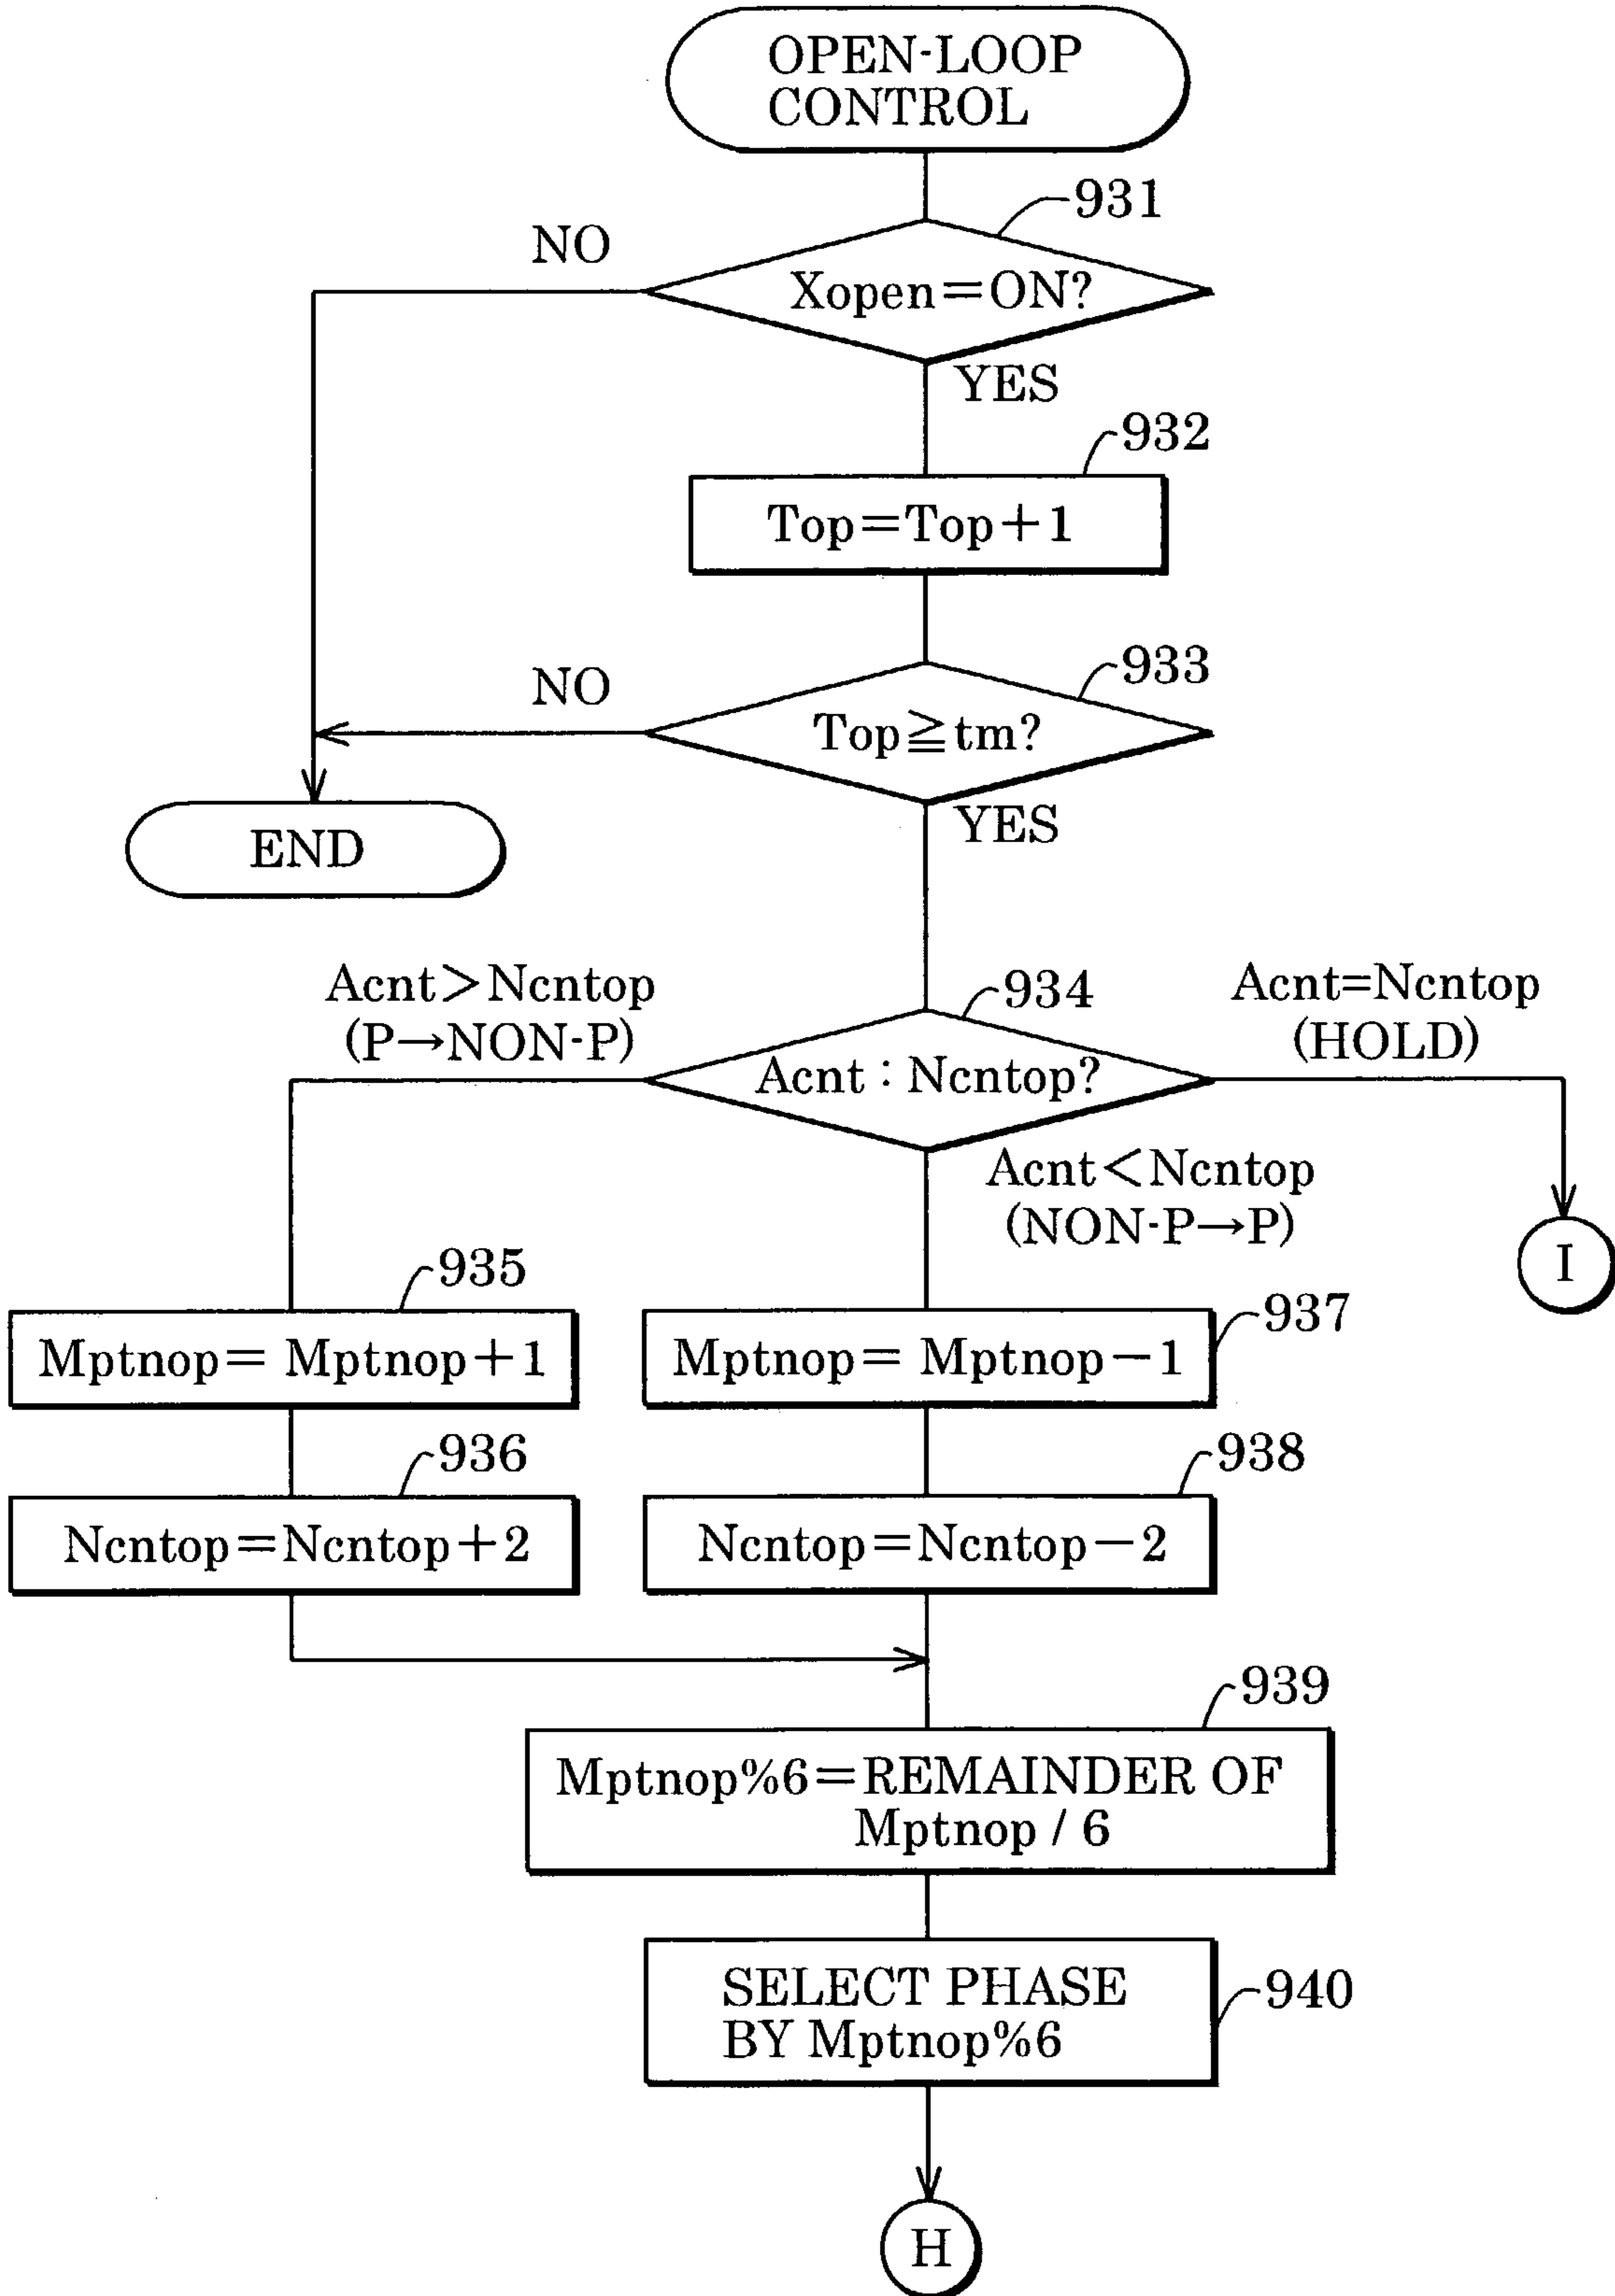 OPEN-LOOP
CONTROL
931
NO
Xopen=ON?
YES
932
Top=Top+1
933
NO
Top≧tm?
YES
END
Acnt>Ncntop
(P→NON-P)
934
Acnt=Ncntop
(HOLD)
Acnt:Ncntop?
Acnt<Ncntop
(NON-P→P)
I
935
Mptnop= Mptnop+1
937
Mptnop= Mptnop-1
936
Ncntop=Ncntop+2
938
Ncntop=Ncntop-2
939
Mptnop%6=REMAINDER OF
Mptnop / 6
SELECT PHASE
BY Mptnop%6
940
H